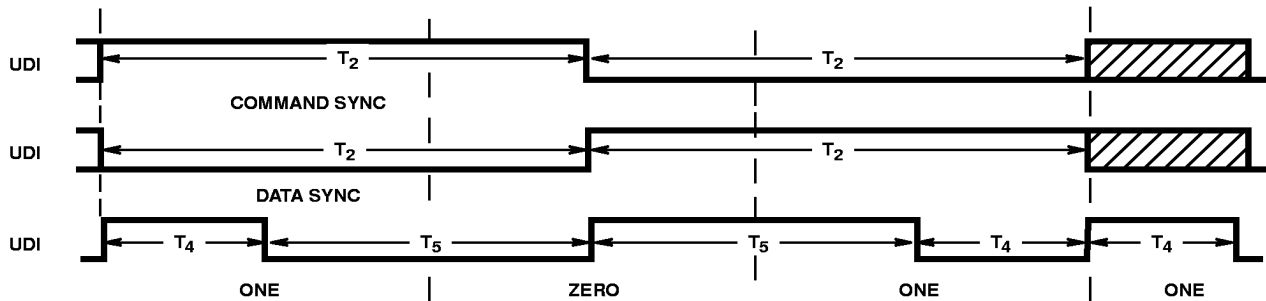 UDI T2 T2
COMMAND SYNC
UDI T2 T2
DATA SYNC
UDI T4 T5 T5 T4 T4
ONE ZERO ONE ONE